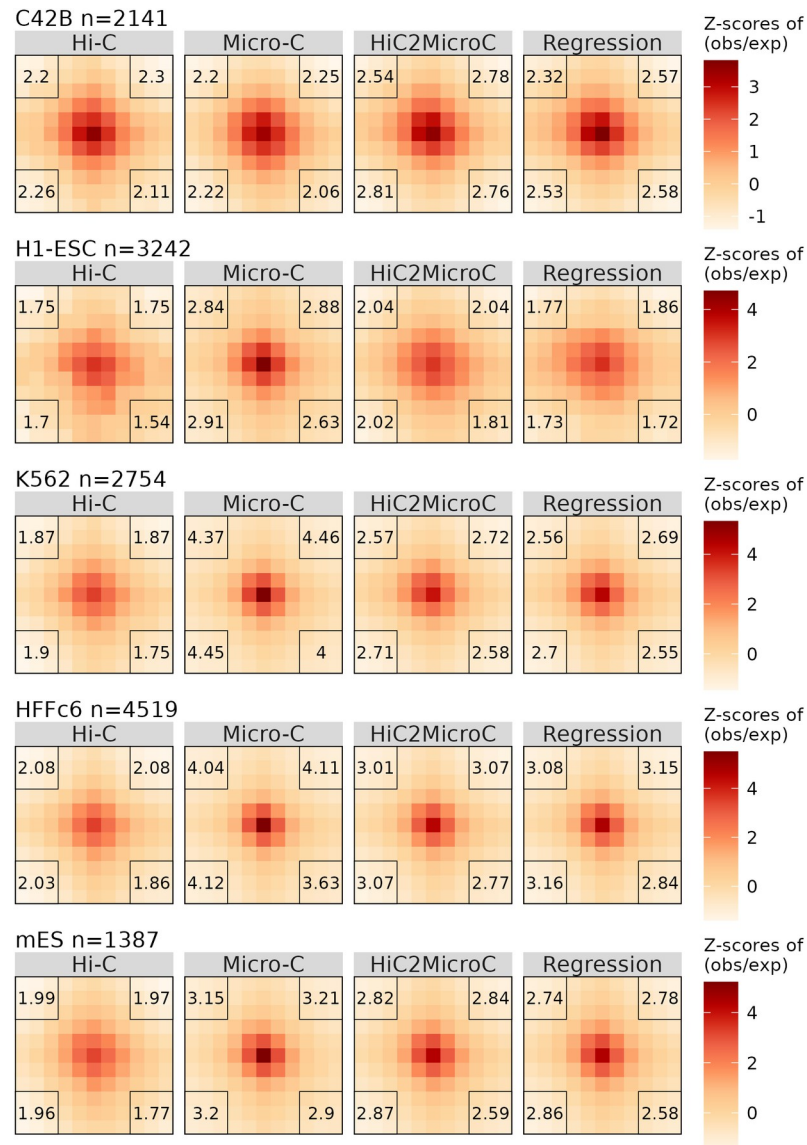 C42B n=2141
Hi-C Micro-C HiC2MicroC Regression
2.2 2.3 2.2 2.25 2.54 2.78 2.32 2.57
2.26 2.11 2.22 2.06 2.81 2.76 2.53 2.58
Z-scores of
(obs/exp)
3
2
1
0
-1
H1-ESC n=3242
Hi-C Micro-C HiC2MicroC Regression
1.75 1.75 2.84 2.88 2.04 2.04 1.77 1.86
1.7 1.54 2.91 2.63 2.02 1.81 1.73 1.72
Z-scores of
(obs/exp)
4
2
0
K562 n=2754
Hi-C Micro-C HiC2MicroC Regression
1.87 1.87 4.37 4.46 2.57 2.72 2.56 2.69
1.9 1.75 4.45 4 2.71 2.58 2.7 2.55
Z-scores of
(obs/exp)
4
2
0
HFFc6 n=4519
Hi-C Micro-C HiC2MicroC Regression
2.08 2.08 4.04 4.11 3.01 3.07 3.08 3.15
2.03 1.86 4.12 3.63 3.07 2.77 3.16 2.84
Z-scores of
(obs/exp)
4
2
0
mES n=1387
Hi-C Micro-C HiC2MicroC Regression
1.99 1.97 3.15 3.21 2.82 2.84 2.74 2.78
1.96 1.77 3.2 2.9 2.87 2.59 2.86 2.58
Z-scores of
(obs/exp)
4
2
0